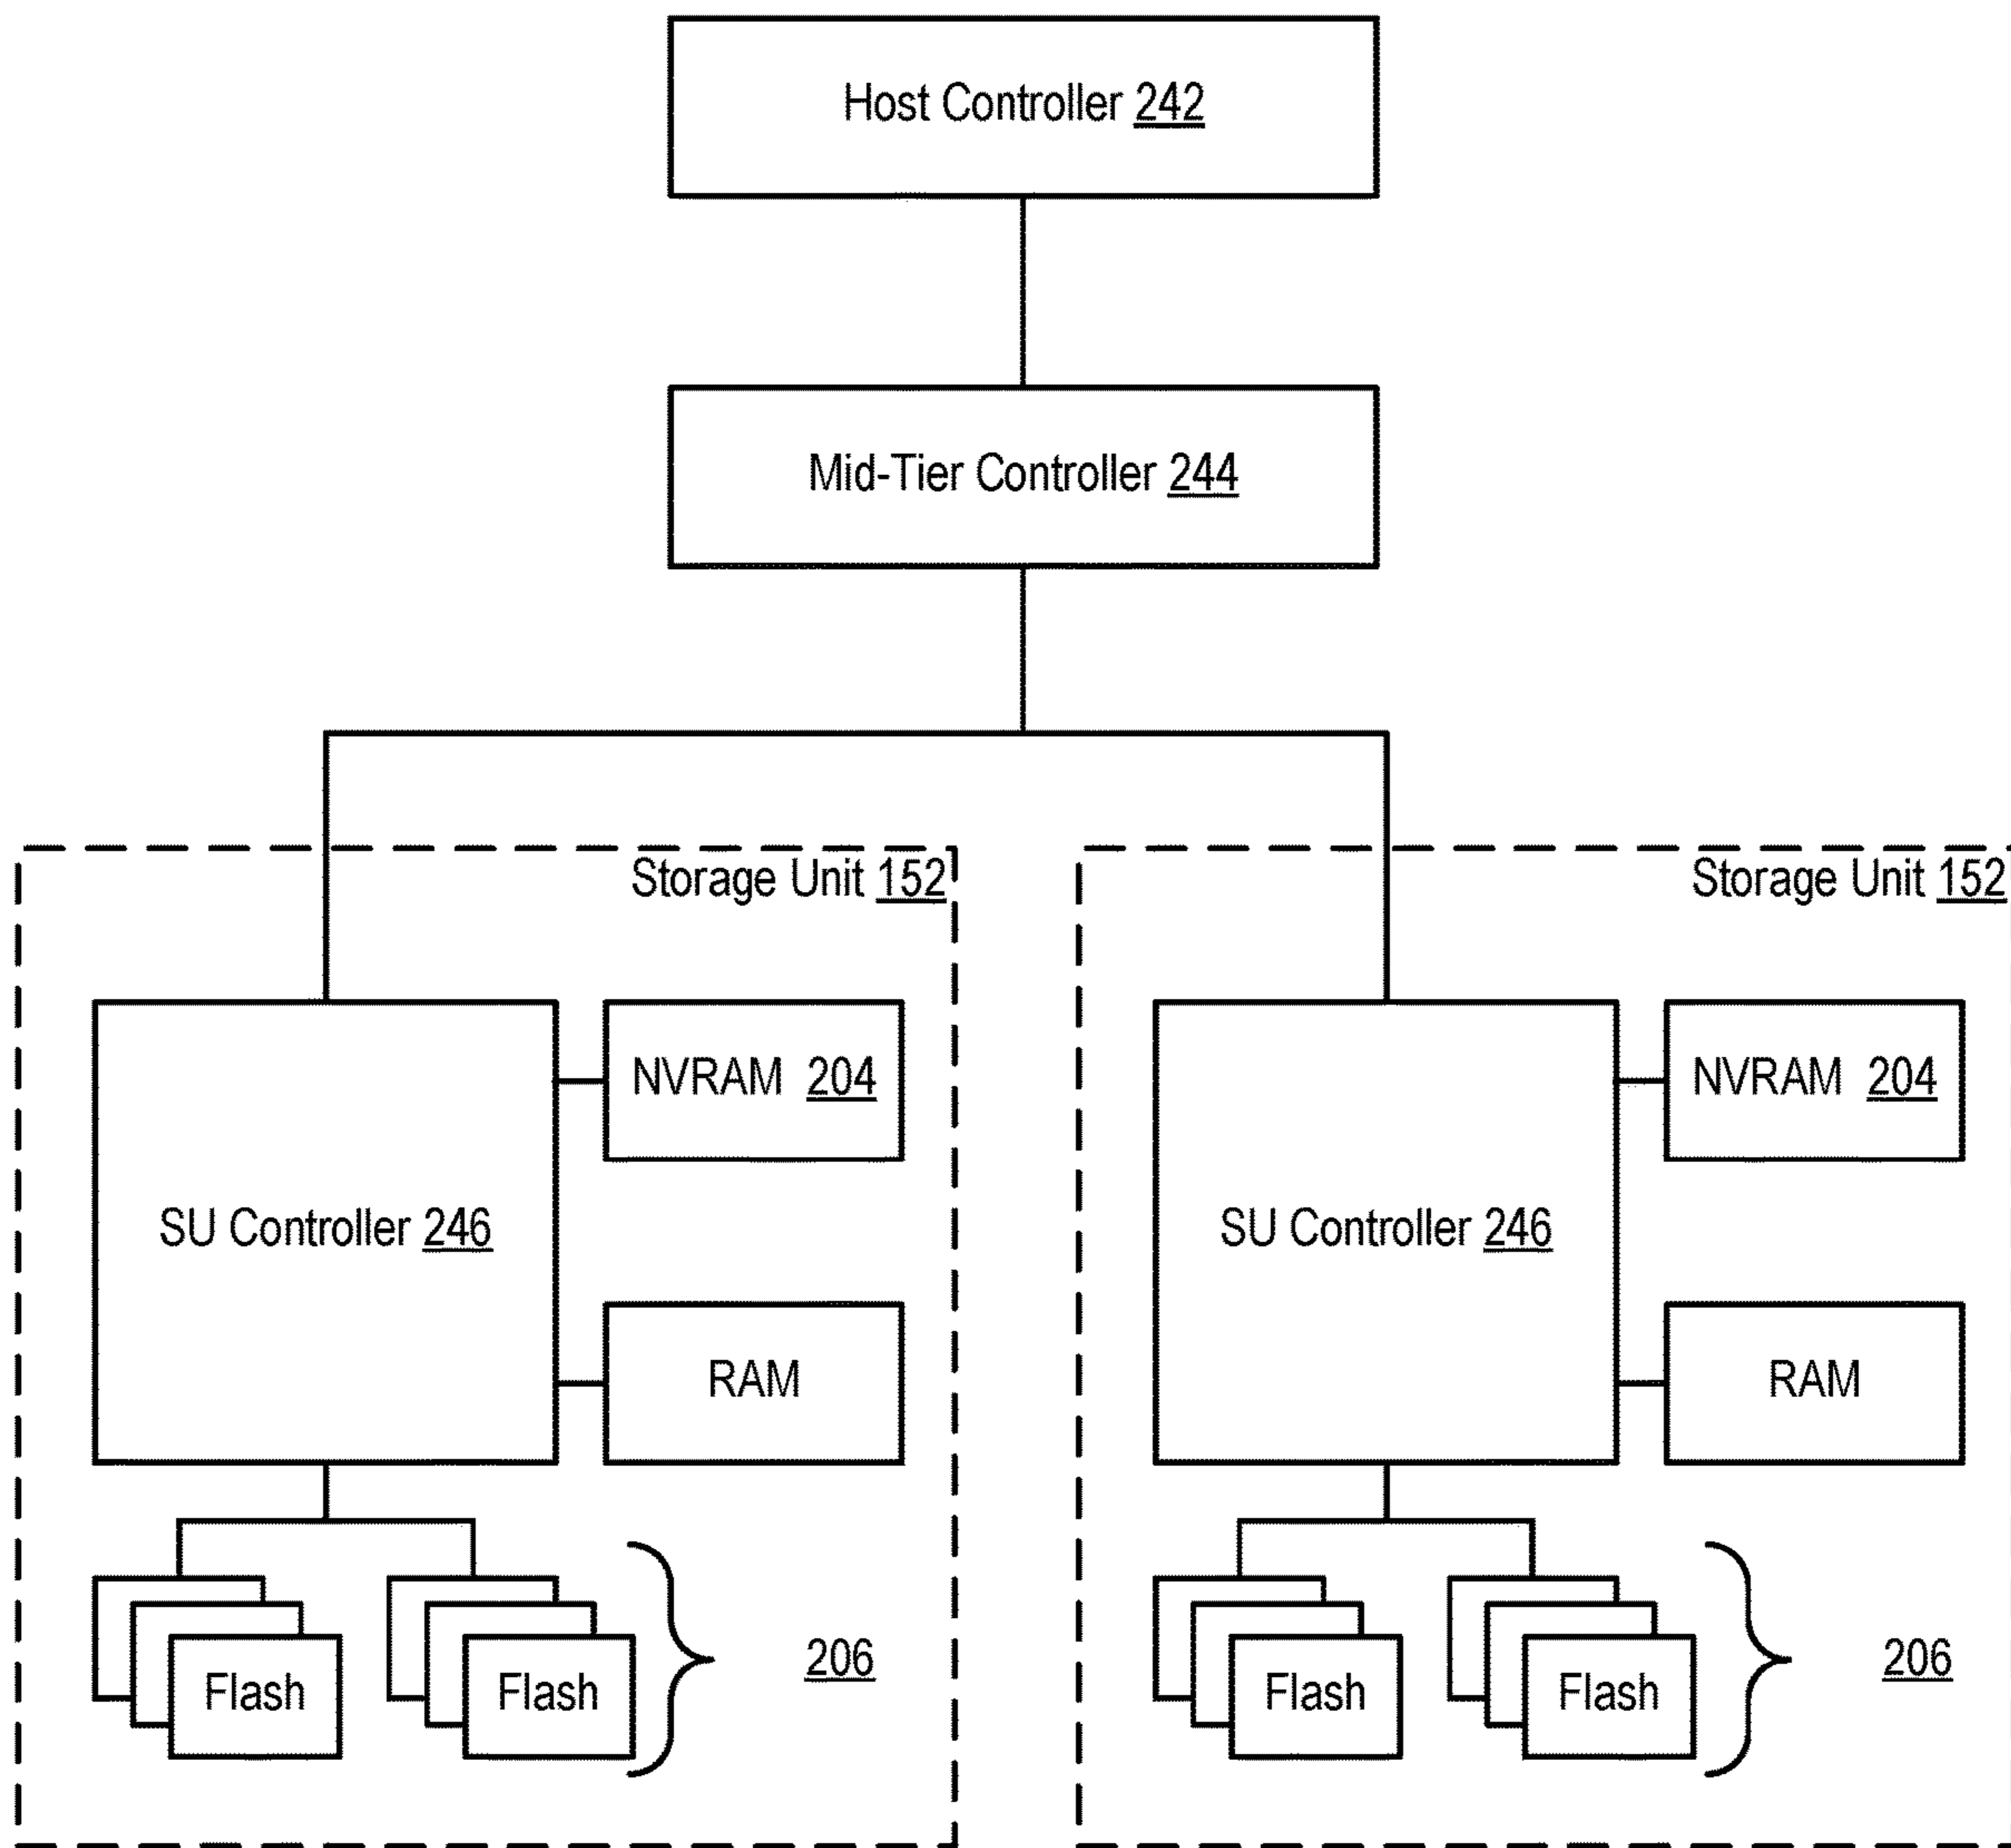 Host Controller 242
Mid-Tier Controller 244
Storage Unit 152
NVRAM 204
SU Controller 246
RAM
Flash
Flash
206
Storage Unit 152
NVRAM 204
SU Controller 246
RAM
Flash
Flash
206